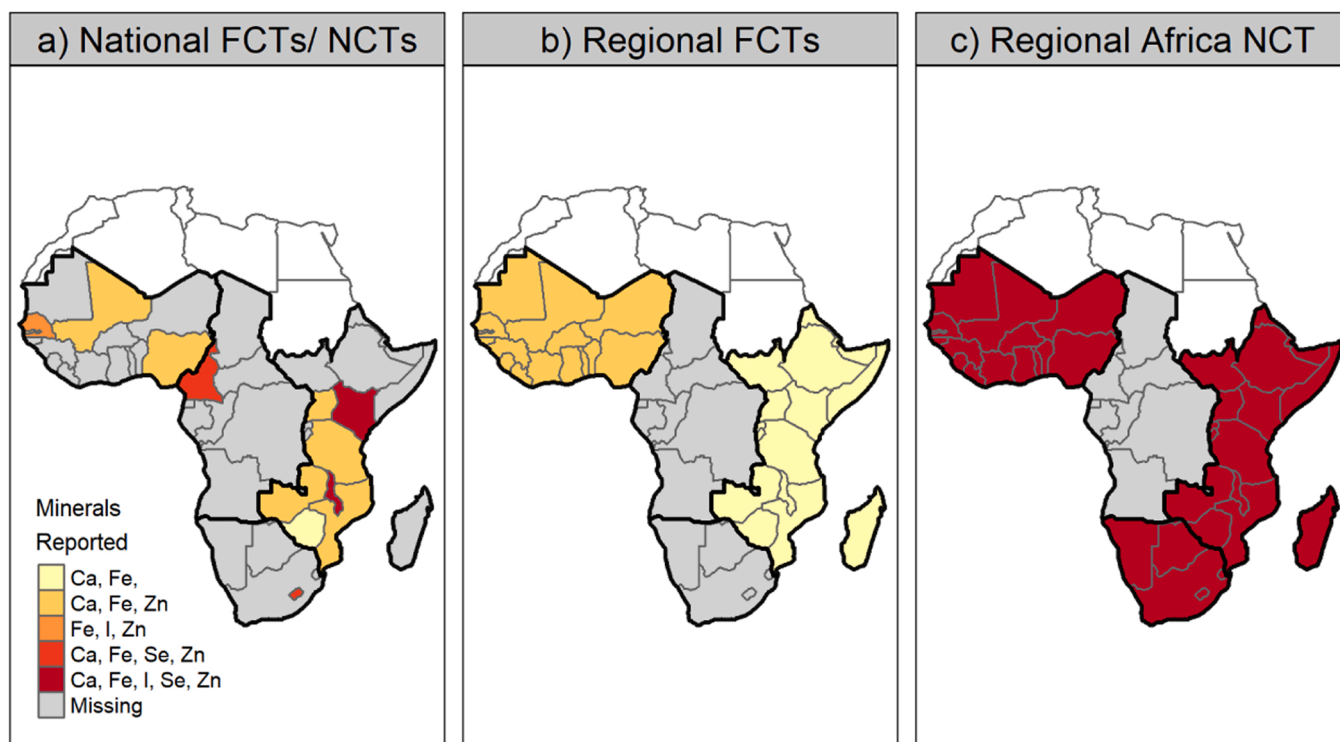 a) National FCTs/ NCTs
b) Regional FCTs
c) Regional Africa NCT
Minerals
Reported
Ca, Fe,
Ca, Fe, Zn
Fe, I, Zn
Ca, Fe, Se, Zn
Ca, Fe, I, Se, Zn
Missing